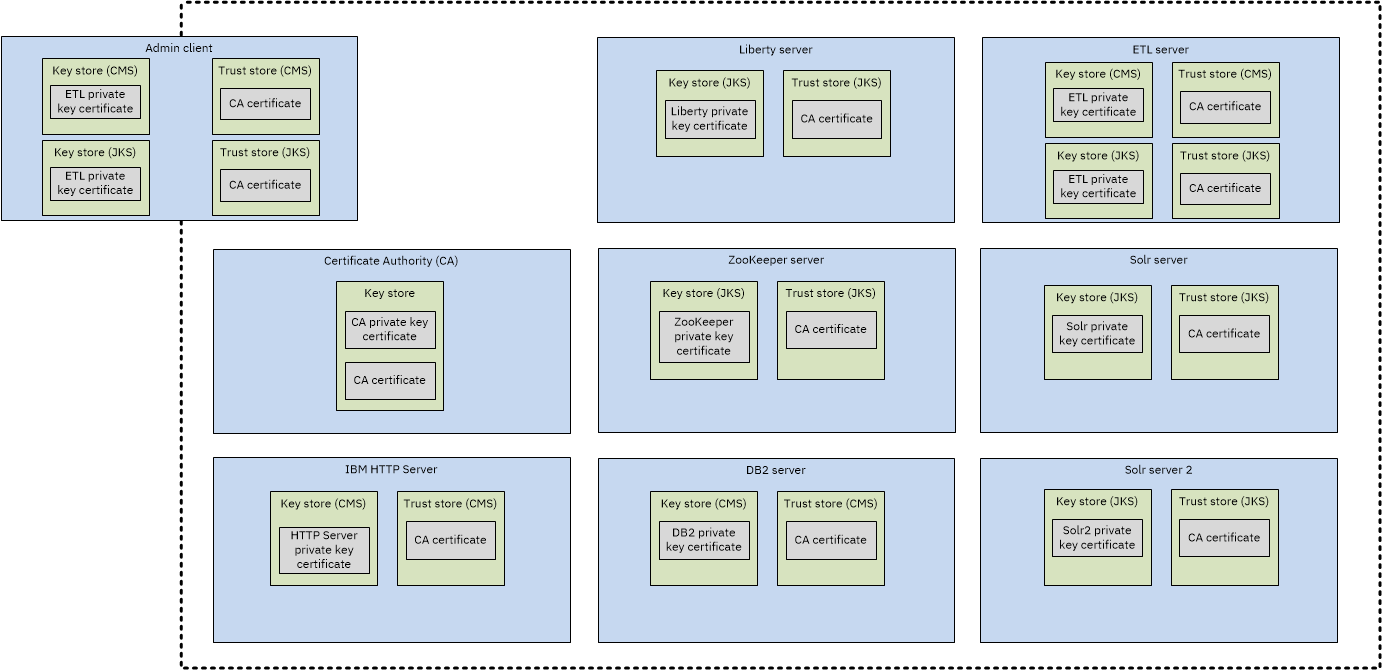 Admin client
Key store (CMS)
ETL private
key certificate
Trust store (CMS)
CA certificate
Key store (JKS)
ETL private
key certificate
Trust store (JKS)
CA certificate
Liberty server
Key store (JKS)
Liberty private
key certificate
Trust store (JKS)
CA certificate
ETL server
Key store (CMS)
ETL private
key certificate
Trust store (CMS)
CA certificate
Key store (JKS)
ETL private
key certificate
Trust store (JKS)
CA certificate
Certificate Authority (CA)
Key store
CA private key
certificate
CA certificate
ZooKeeper server
Key store (JKS)
ZooKeeper
private key
certificate
Trust store (JKS)
CA certificate
Solr server
Key store (JKS)
Solr private
key certificate
Trust store (JKS)
CA certificate
IBM HTTP Server
Key store (CMS)
HTTP Server
private key
certificate
Trust store (CMS)
CA certificate
DB2 server
Key store (CMS)
DB2 private
key certificate
Trust store (CMS)
CA certificate
Solr server 2
Key store (JKS)
Solr2 private
key certificate
Trust store (JKS)
CA certificate